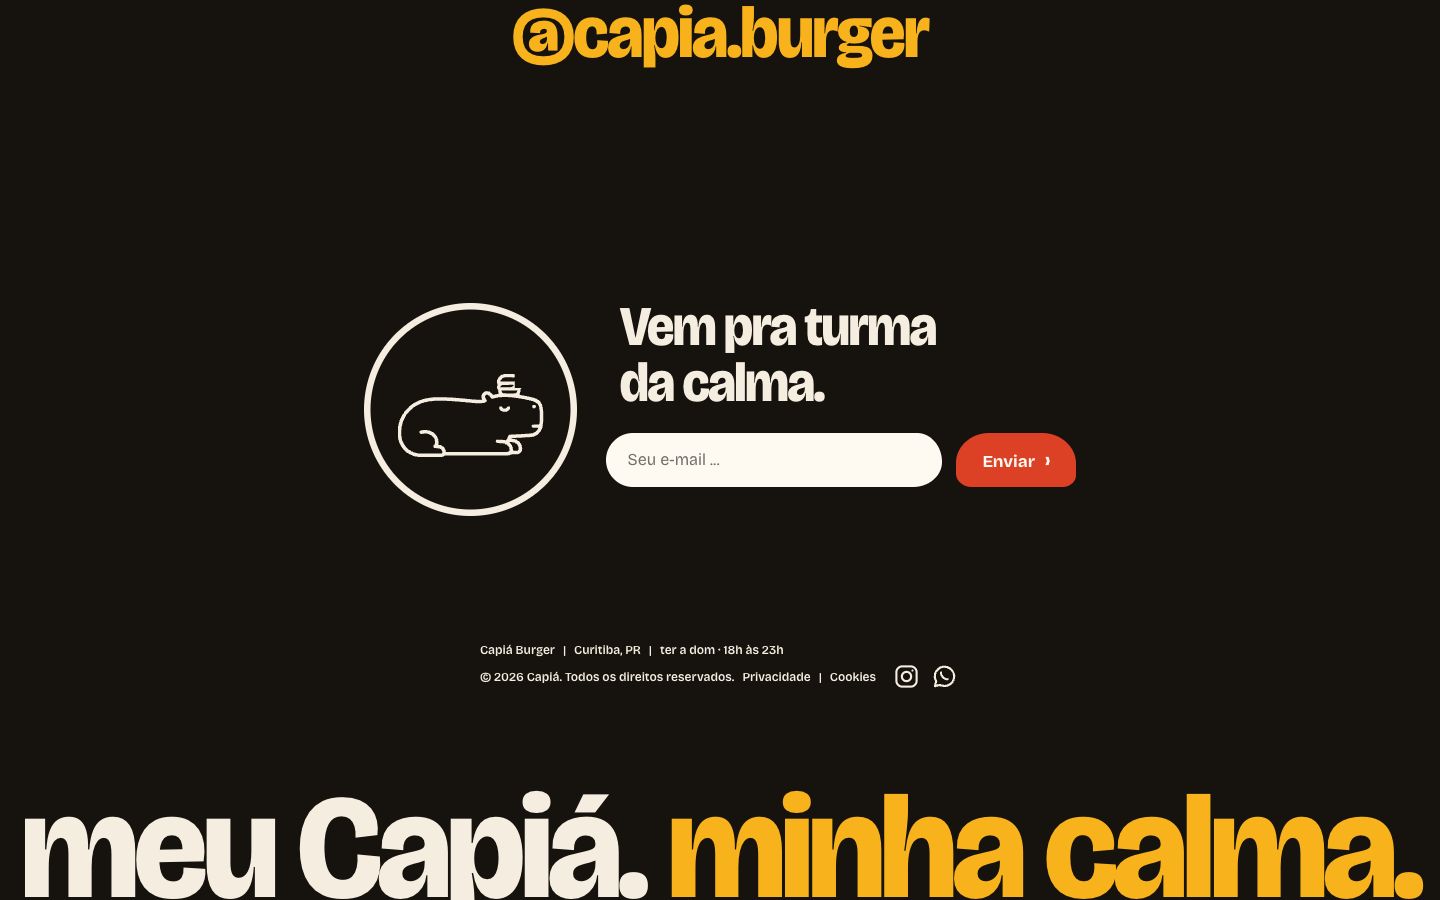 @capia.burger
Vem pra turma
da calma.
Seu e-mail ...
Enviar ›
Capiá Burger | Curitiba, PR | ter a dom · 18h às 23h
© 2026 Capiá. Todos os direitos reservados. Privacidade | Cookies
meu Capiá. minha calma.